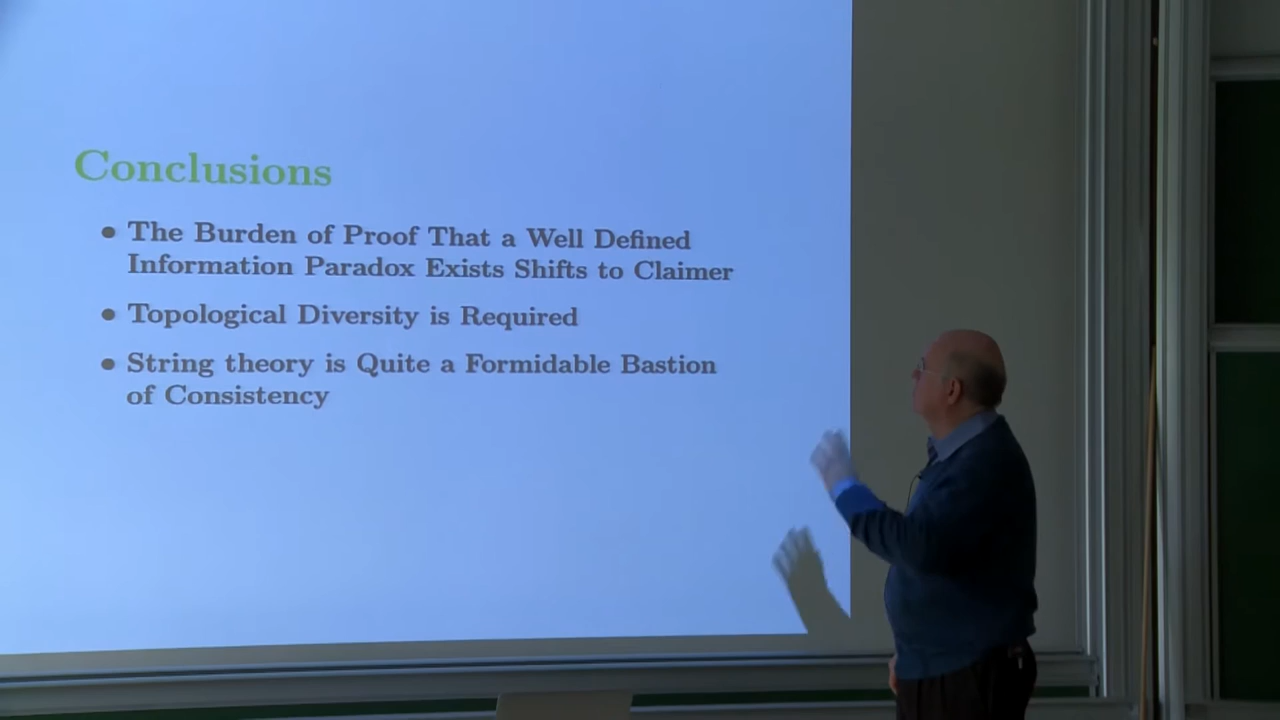 Conclusions
• The Burden of Proof That a Well Defined
Information Paradox Exists Shifts to Claimer
• Topological Diversity is Required
• String theory is Quite a Formidable Bastion
of Consistency